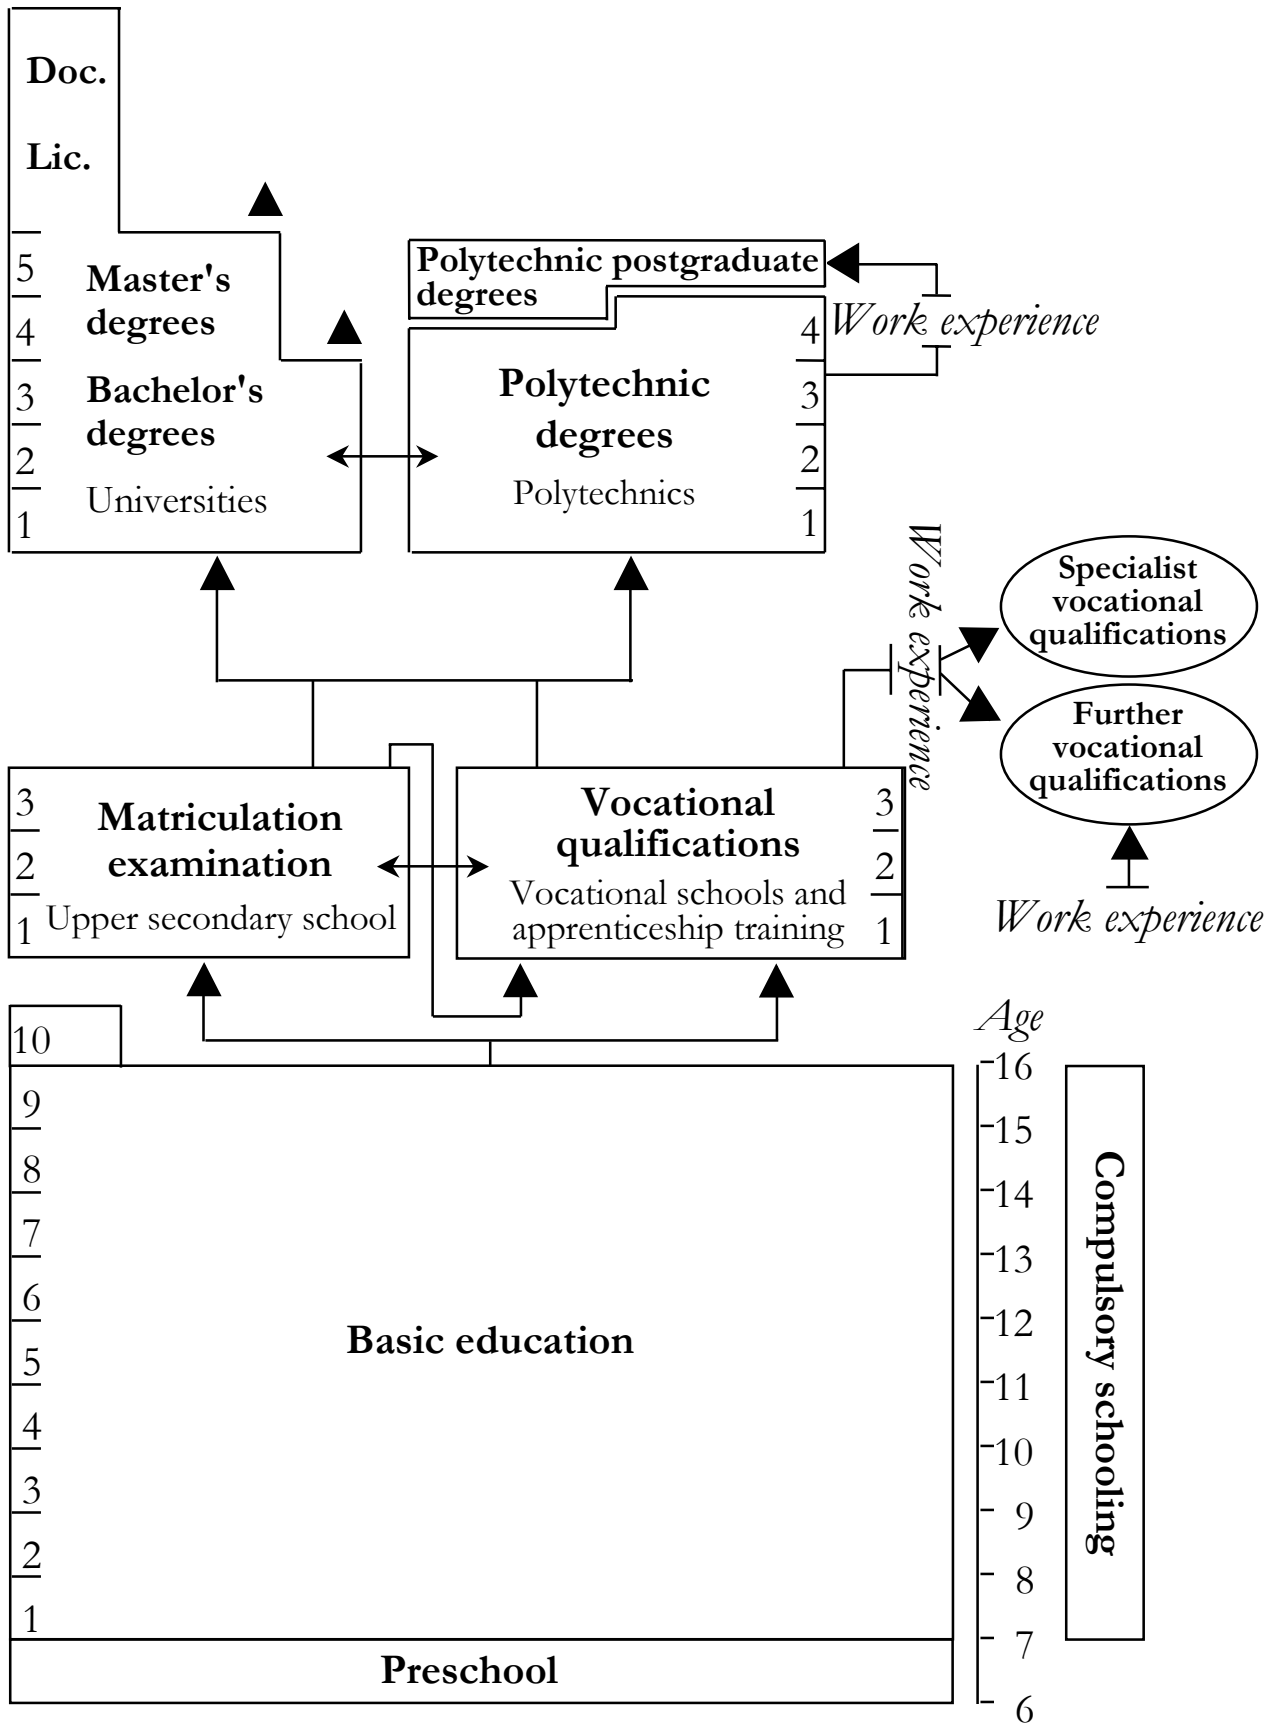 Doc.
Lic.
5
4
3
2
1
Master's
degrees
Bachelor's
degrees
Universities
Polytechnic postgraduate
degrees
Work experience
Polytechnic
degrees
Polytechnics
4
3
2
1
Work experience
Specialist
vocational
qualifications
Further
vocational
qualifications
Work experience
3
2
1
Matriculation
examination
Upper secondary school
Vocational
qualifications
Vocational schools and
apprenticeship training
3
2
1
10
9
8
7
6
5
4
3
2
1
Basic education
Preschool
Age
16
15
14
13
12
11
10
9
8
7
6
Compulsory schooling